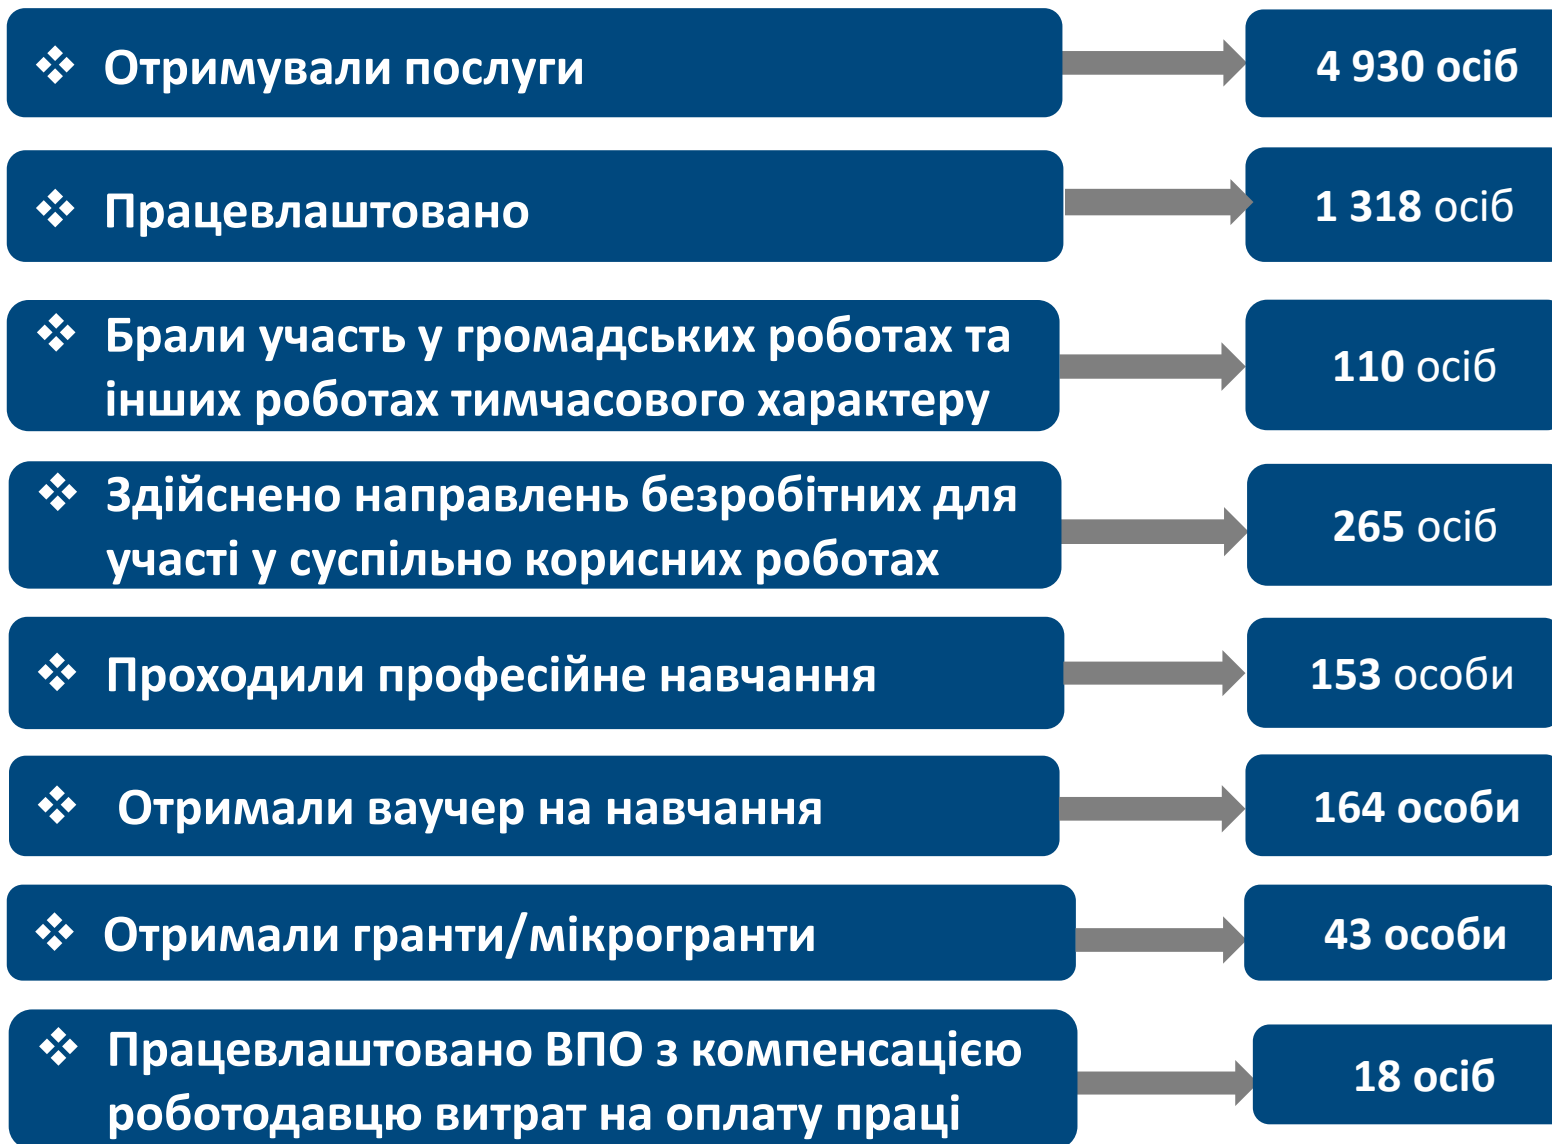 ❖ Отримували послуги
4 930 осіб
❖ Працевлаштовано
1 318 осіб
❖ Брали участь у громадських роботах та
інших роботах тимчасового характеру
110 осіб
❖ Здійснено направлень безробітних для
участі у суспільно корисних роботах
265 осіб
❖ Проходили професійне навчання
153 особи
❖ Отримали ваучер на навчання
164 особи
❖ Отримали гранти/мікрогранти
43 особи
❖ Працевлаштовано ВПО з компенсацією
роботодавцю витрат на оплату праці
18 осіб